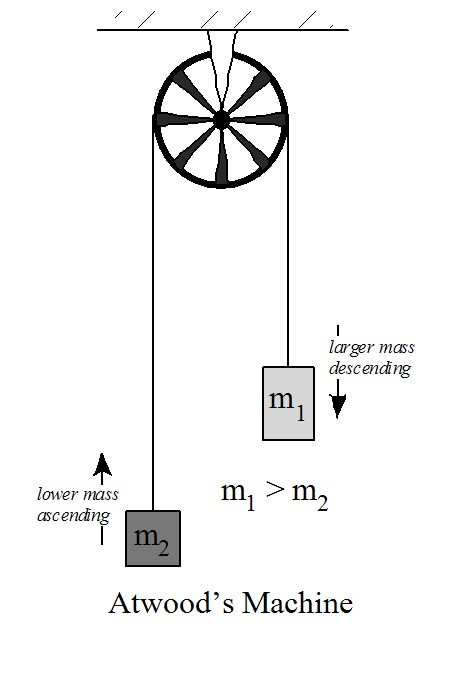 larger mass
descending
m₁
m₁ > m₂
lower mass
ascending
m₂
Atwood’s Machine